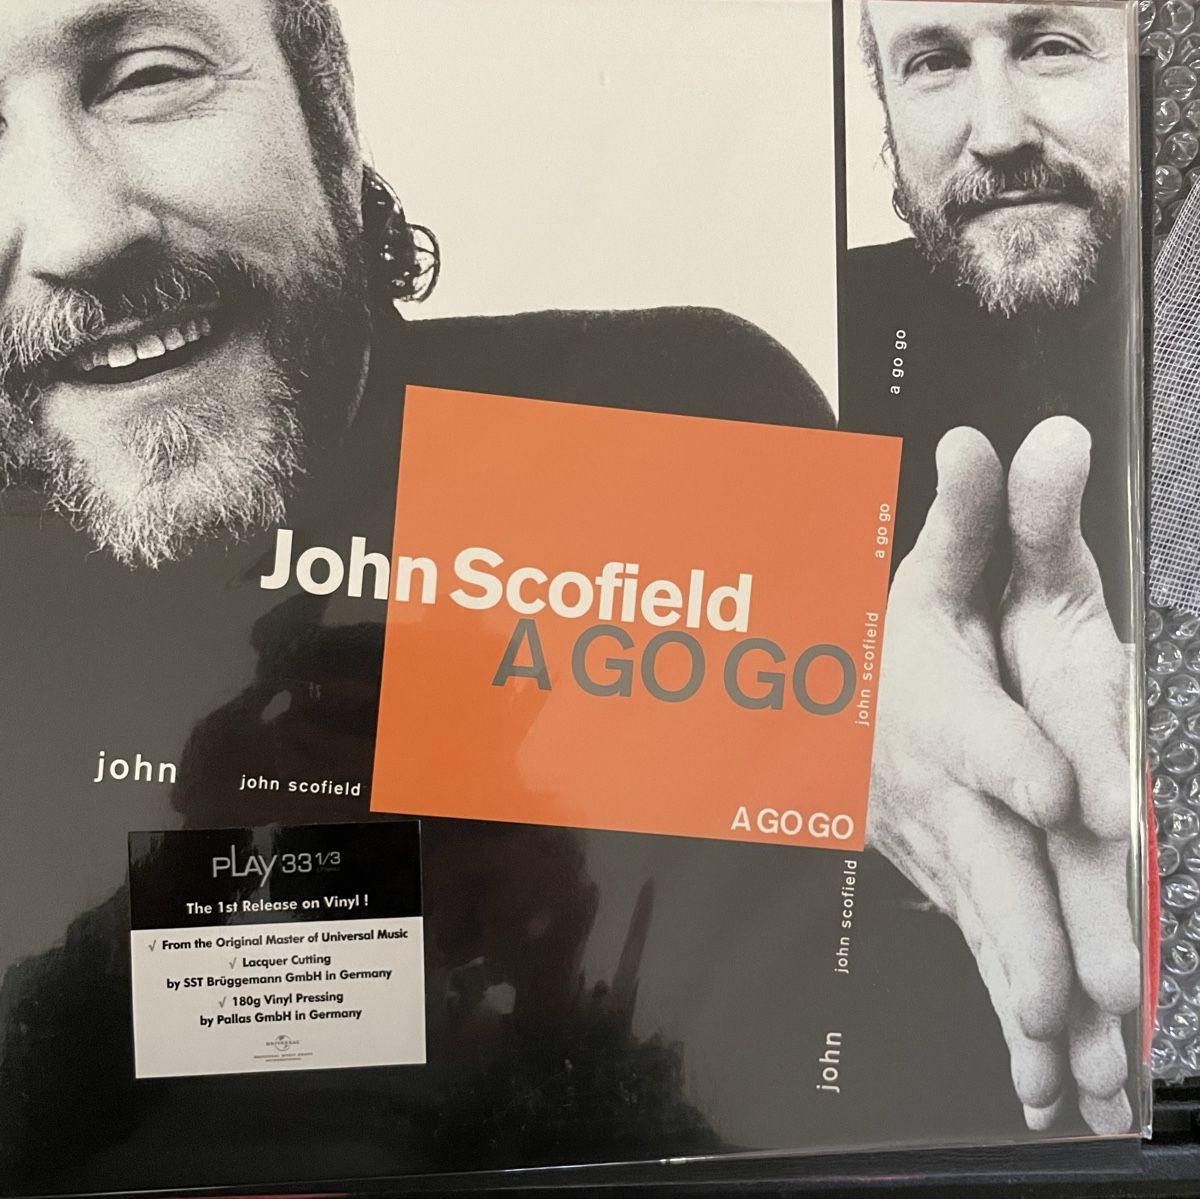 a go go
a go go
John Scofield
A GO GO
john scofield
john
john scofield
A GO GO
john scofield
john
PLAY 33 1/3
The 1st Release on Vinyl !
√ From the Original Master of Universal Music
√ Lacquer Cutting
by SST Brüggemann GmbH in Germany
√ 180g Vinyl Pressing
by Pallas GmbH in Germany
UNIVERSAL